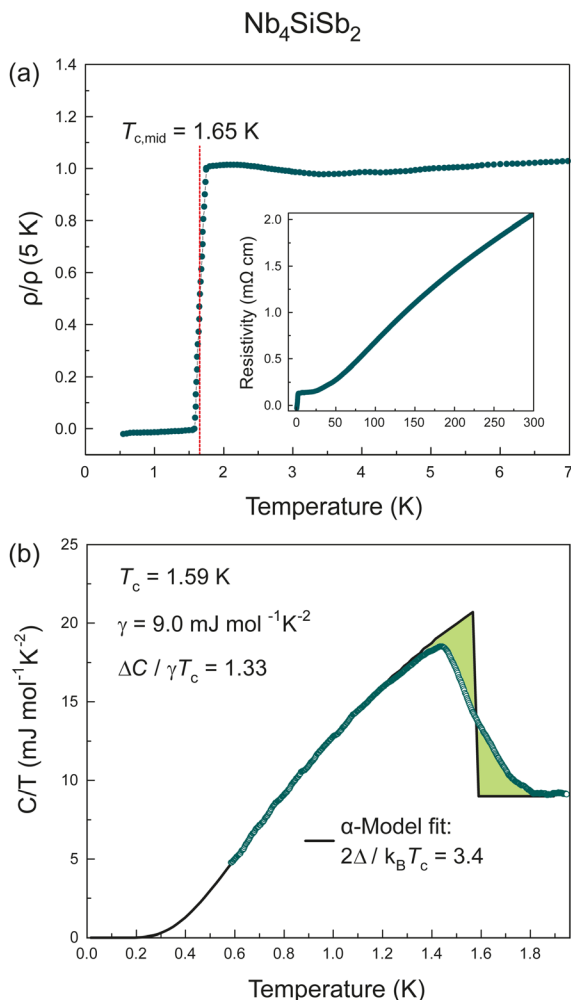 Nb₄SiSb₂
(a)
1.4
1.2
1.0
0.8
0.6
0.4
0.2
0.0
ρ/ρ (5 K)
T_c,mid = 1.65 K
2.0
1.5
1.0
0.5
0.0
Resistivity (mΩ cm)
0 50 100 150 200 250 300
0 1 2 3 4 5 6 7
Temperature (K)
(b)
25
20
15
10
5
0
C/T (mJ mol⁻¹K⁻²)
T_c = 1.59 K
γ = 9.0 mJ mol ⁻¹K⁻²
ΔC / γT_c = 1.33
α-Model fit:
2Δ / k_BT_c = 3.4
0.0 0.2 0.4 0.6 0.8 1.0 1.2 1.4 1.6 1.8
Temperature (K)